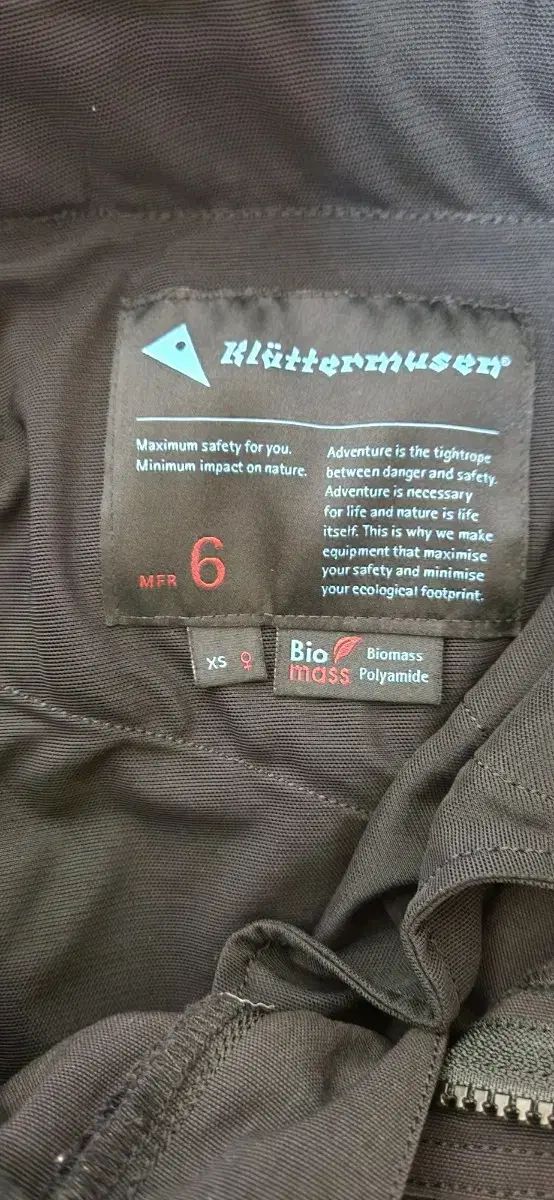 Klättermusen®
Maximum safety for you.
Minimum impact on nature.
Adventure is the tightrope
between danger and safety.
Adventure is necessary
for life and nature is life
itself. This is why we make
equipment that maximise
your safety and minimise
your ecological footprint.
MFR 6
XS ♀
Bio
mass
Biomass
Polyamide